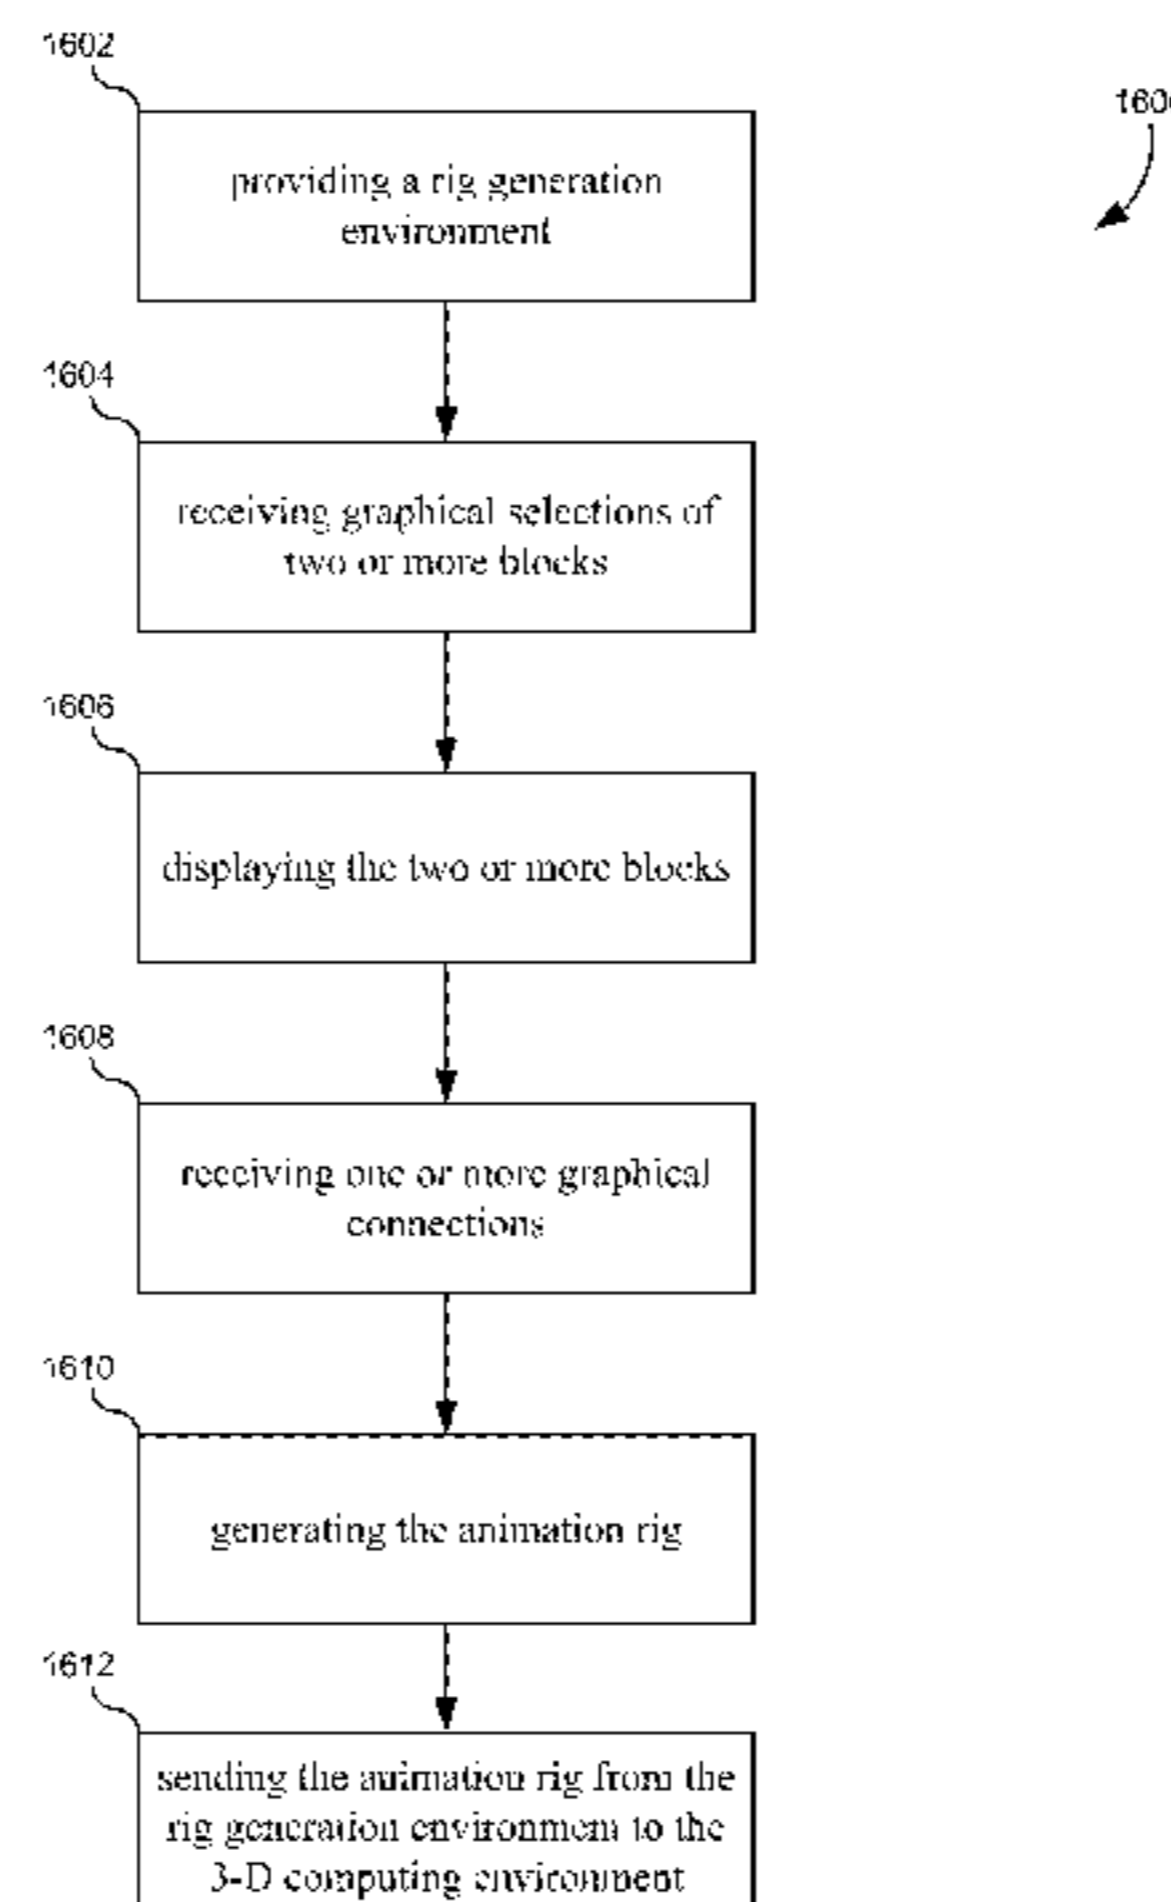 1602
providing a rig generation
environment
1604
receiving graphical selections of
two or more blocks
1606
displaying the two or more blocks
1608
receiving one or more graphical
connections
1610
generating the animation rig
1612
sending the animation rig from the
rig generation environment to the
3-D computing environment